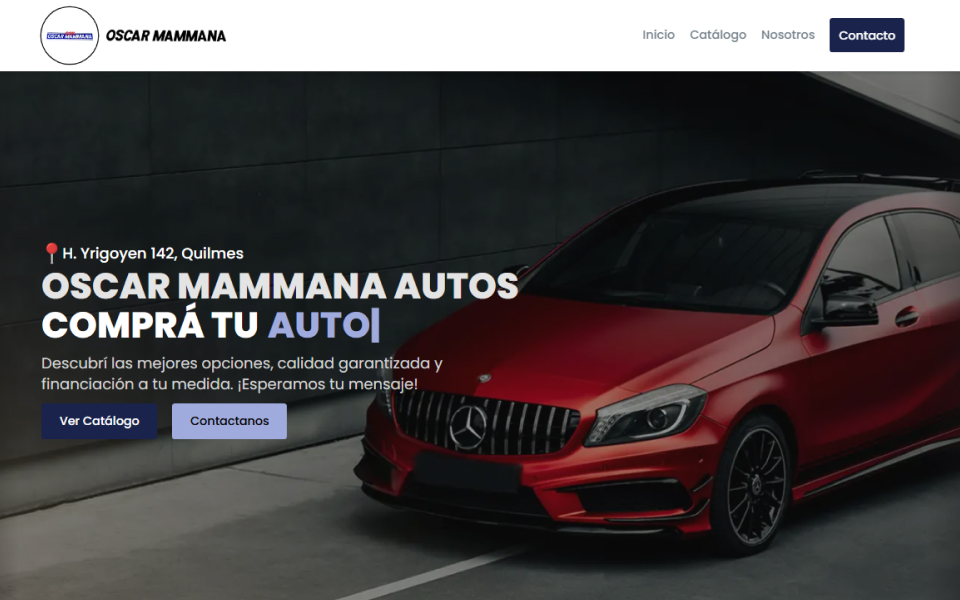 OSCAR MAMMANA
OSCAR MAMMANA
Inicio
Catálogo
Nosotros
Contacto
📍H. Yrigoyen 142, Quilmes
OSCAR MAMMANA AUTOS
COMPRÁ TU AUTO|
Descubrí las mejores opciones, calidad garantizada y
financiación a tu medida. ¡Esperamos tu mensaje!
Ver Catálogo
Contactanos